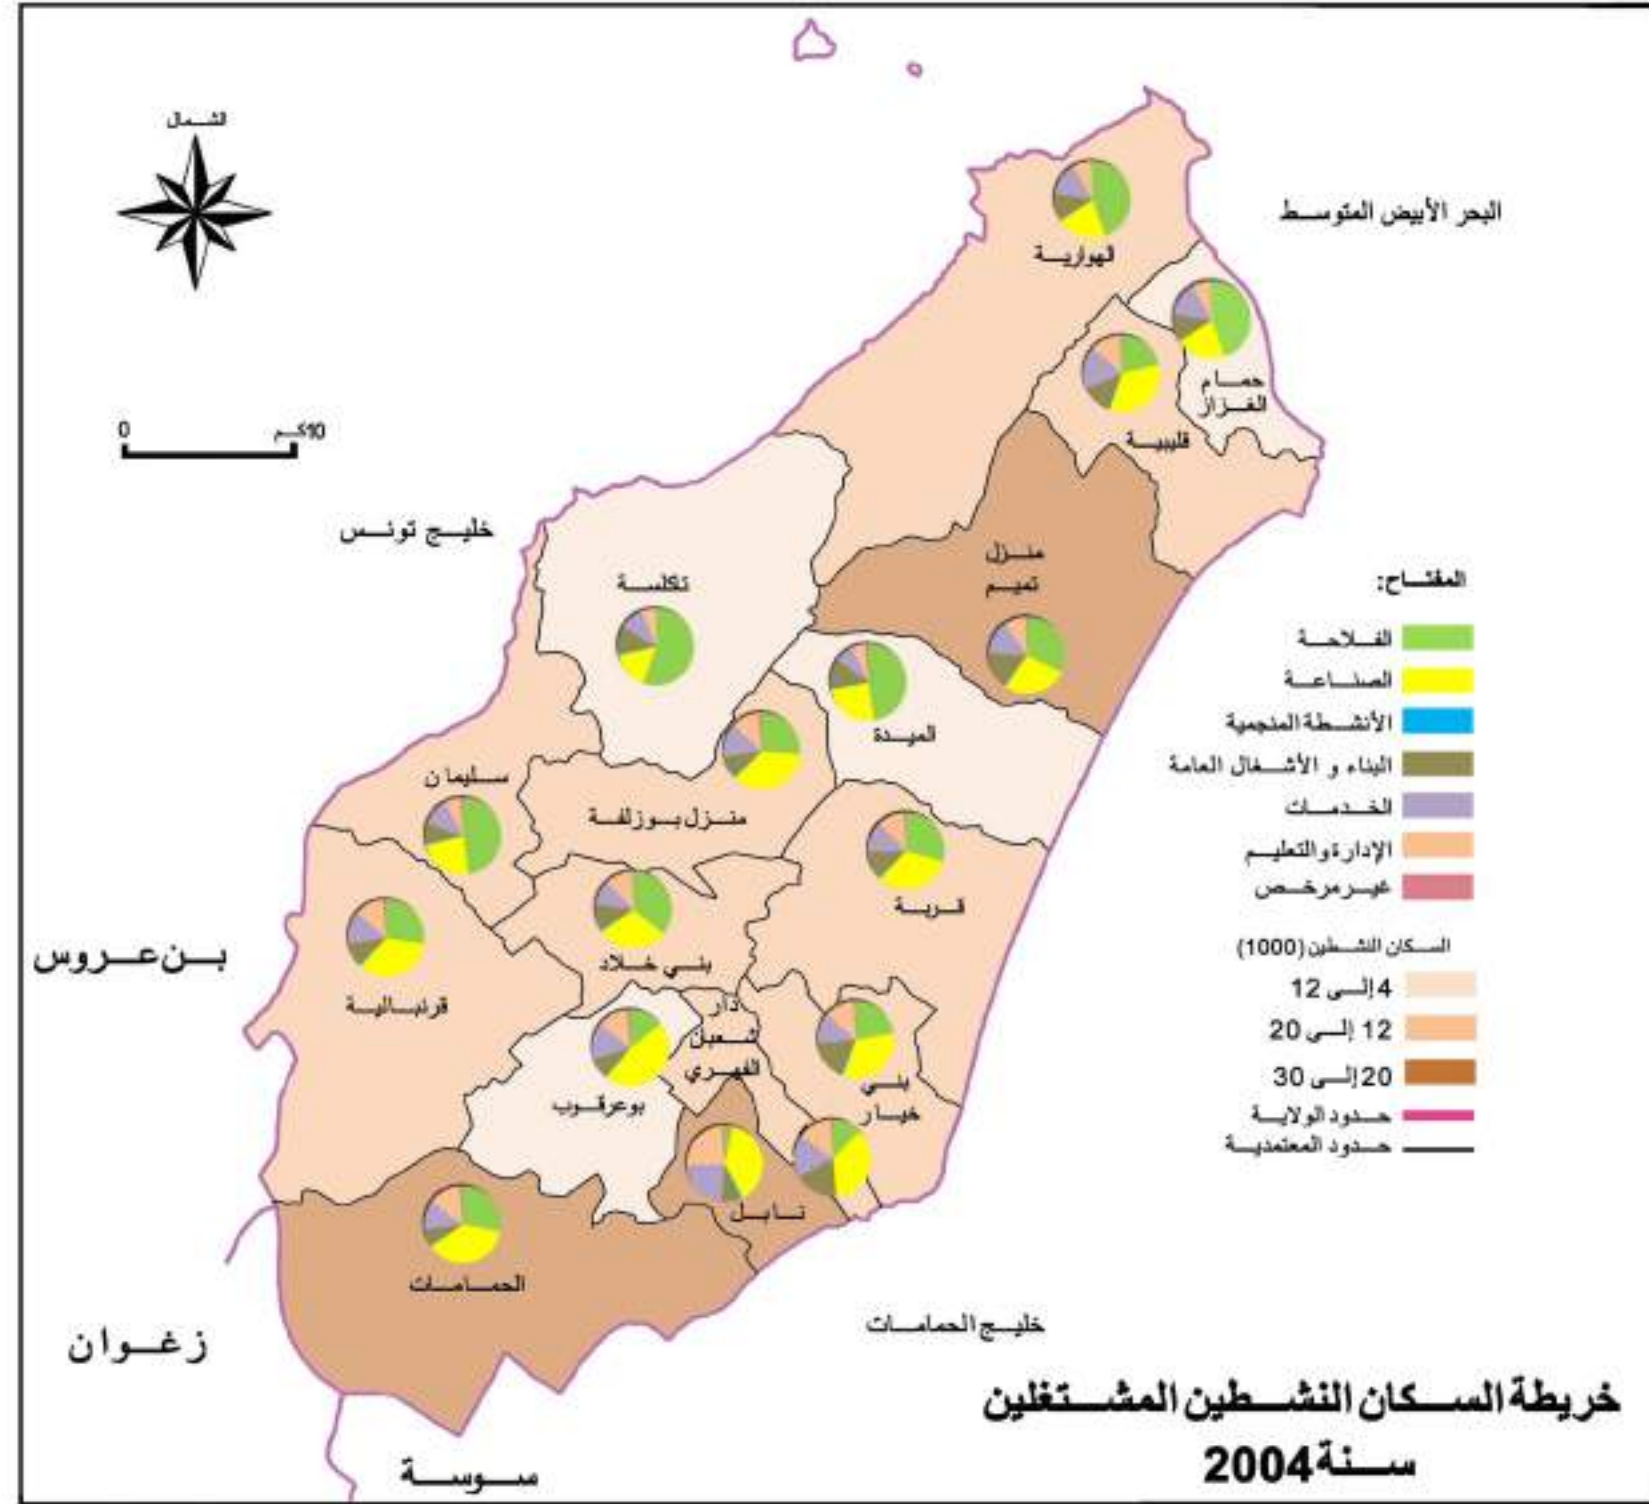 الشمال
البحر الأبيض المتوسط
الهوارية
حمام
الغزاز
قليبية
0
10كم
خليج تونس
منزل
تميم
تاكلسة
الميدة
سليمان
منزل بوزلفة
قربة
بني خلاد
بن عروس
قرنبالية
دار
شعبان
الفهري
بني
خيار
بوعرقوب
نابل
الحمامات
زغوان
خليج الحمامات
سوسة
المفتاح:
الفلاحة
الصناعة
الأنشطة المنجمية
البناء و الأشغال العامة
الخدمات
الإدارة والتعليم
غير مرخص
السكان النشطين (1000)
4 إلى 12
12 إلى 20
20 إلى 30
حدود الولاية
حدود المعتمدية
خريطة السكان النشطين المشتغلين
سنة 2004